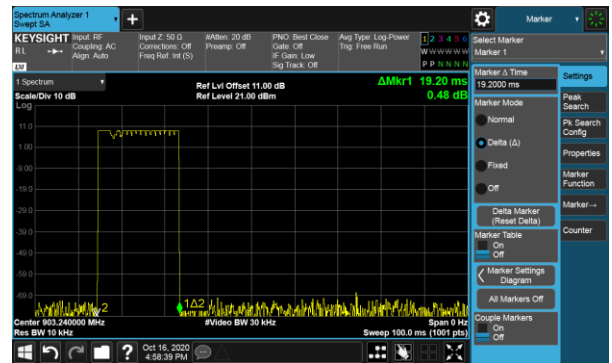 Spectrum Analyzer 1
Swept SA
Marker
KEYSIGHT
RL
Input: RF
Coupling: AC
Align: Auto
Input Z: 50 Ω
Corrections: Off
Freq Ref: Int (S)
#Atten: 20 dB
Preamp: Off
PNO: Best Close
Gate: Off
IF Gain: Low
Sig Track: Off
Avg Type: Log-Power
Trig: Free Run
1 2 3 4 5 6
W W W W W W
P P N N N N
LXI
1 Spectrum
Scale/Div 10 dB
Log
Ref Lvl Offset 11.00 dB
Ref Level 21.00 dBm
ΔMkr1 19.20 ms
0.48 dB
11.0
1.00
-9.00
-19.0
-29.0
-39.0
-49.0
-59.0
-69.0
2
1Δ2
Center 903.240000 MHz
Res BW 10 kHz
#Video BW 30 kHz
Span 0 Hz
Sweep 100.0 ms (1001 pts)
Oct 16, 2020
4:58:39 PM
Select Marker
Marker 1
Marker Δ Time
19.2000 ms
Marker Mode
Normal
Delta (Δ)
Fixed
Off
Delta Marker
(Reset Delta)
Marker Table
On
Off
Marker Settings
Diagram
All Markers Off
Couple Markers
On
Off
Settings
Peak
Search
Pk Search
Config
Properties
Marker
Function
Marker→
Counter